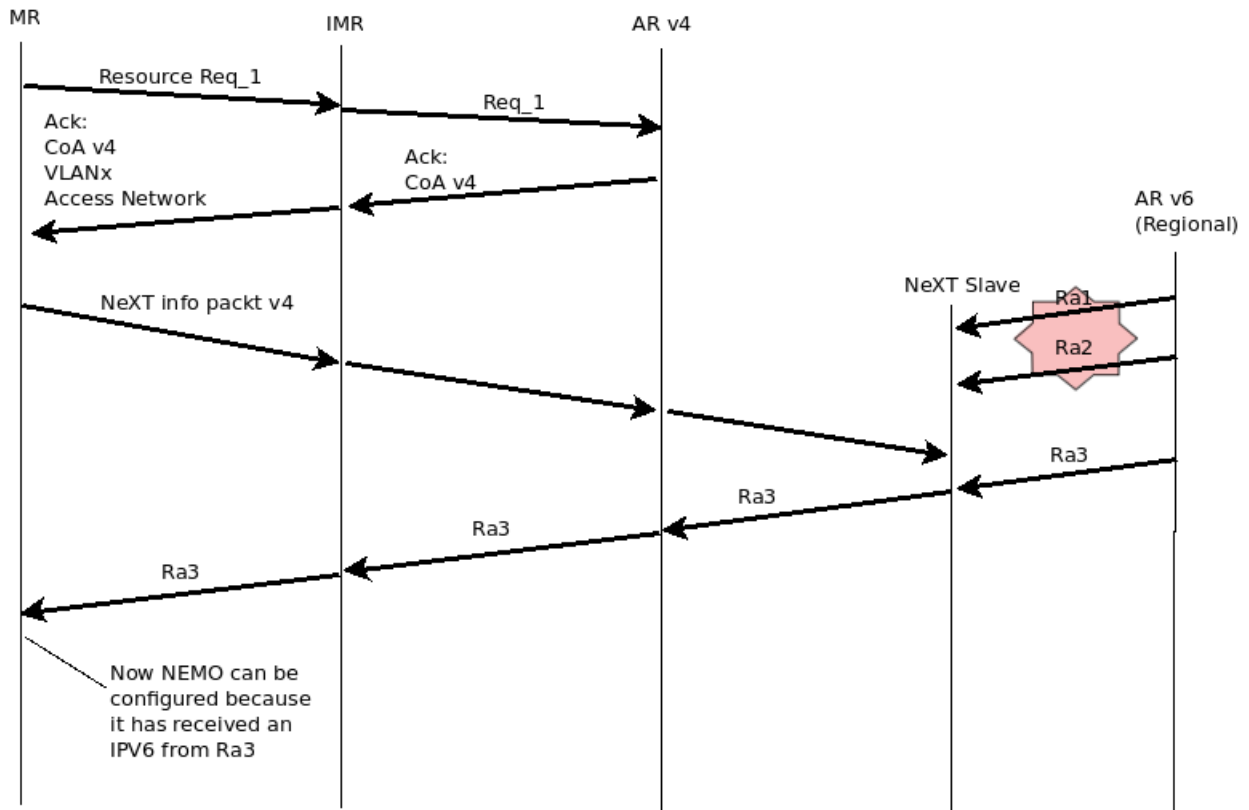 MR
IMR
AR v4
Resource Req_1
Req_1
Ack:
CoA v4
VLANx
Access Network
Ack:
CoA v4
AR v6
(Regional)
NeXT Slave
NeXT info packt v4
Ra1
Ra2
Ra3
Ra3
Ra3
Ra3
Now NEMO can be
configured because
it has received an
IPV6 from Ra3